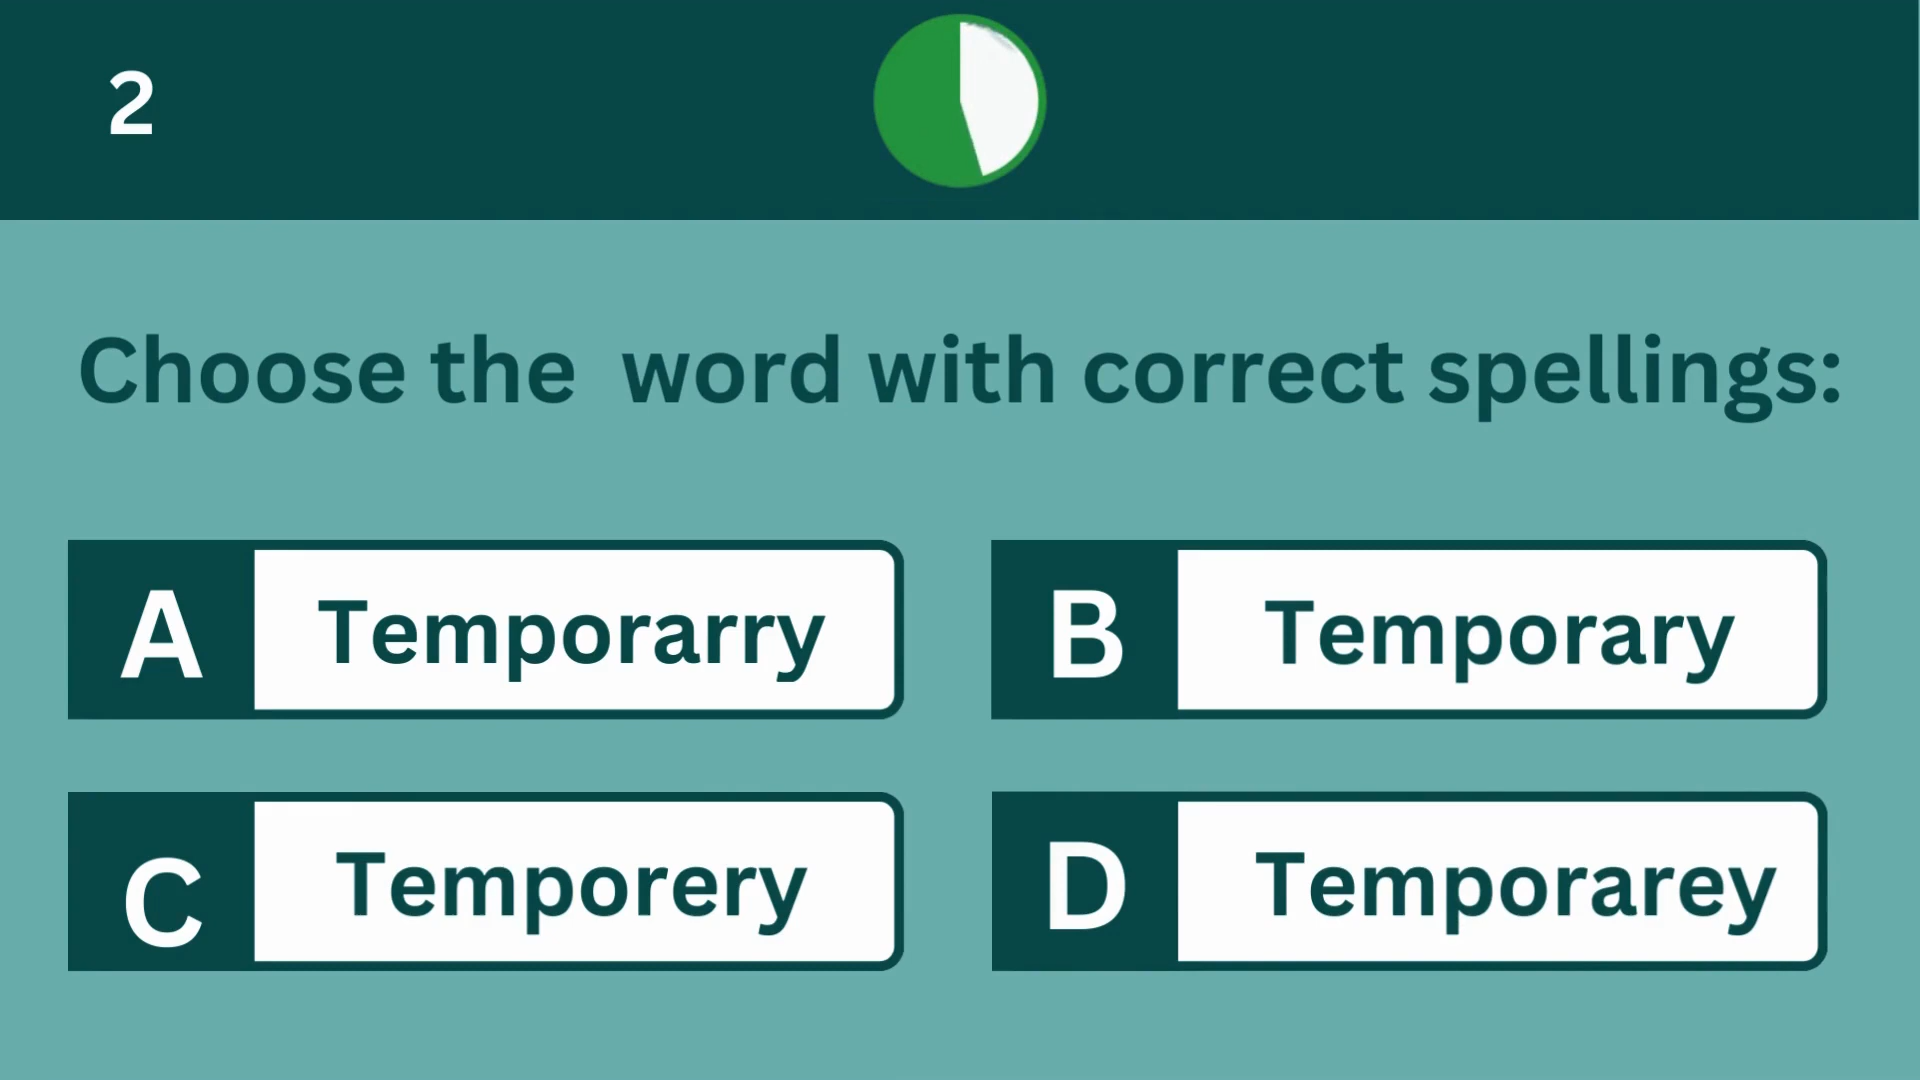 2
Choose the  word with correct spellings:
A Temporarry
B Temporary
C Temporery
D Temporarey